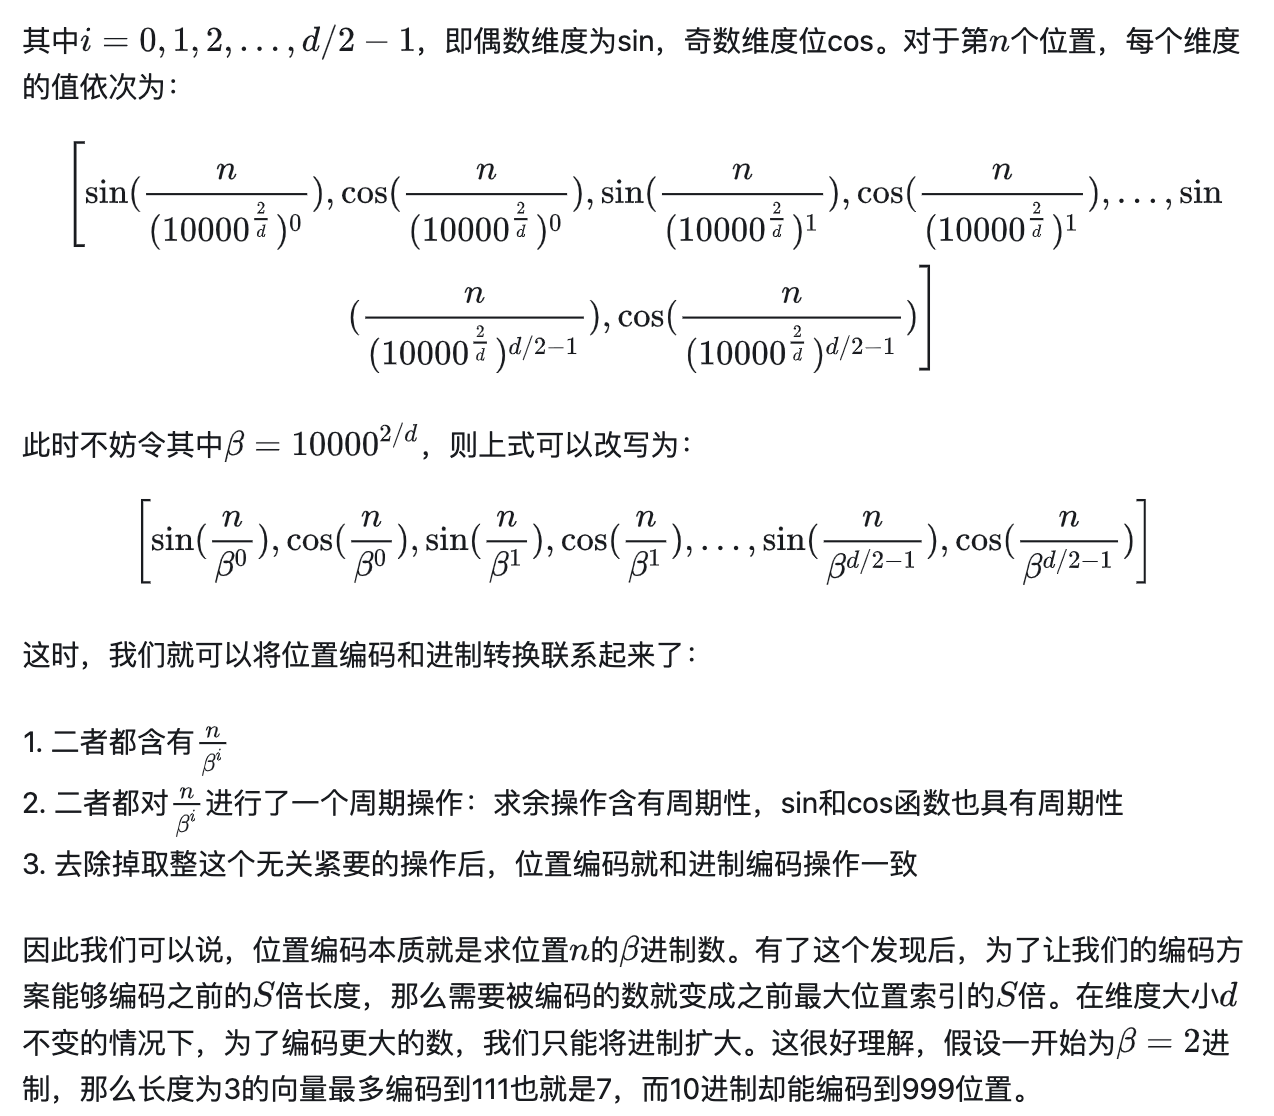 其中$i = 0, 1, 2, \ldots, d/2 - 1$，即偶数维度为sin，奇数维度位cos。对于第$n$个位置，每个维度
的值依次为：
$\left[ \sin(\frac{n}{(10000^{\frac{2}{d}})^0}), \cos(\frac{n}{(10000^{\frac{2}{d}})^0}), \sin(\frac{n}{(10000^{\frac{2}{d}})^1}), \cos(\frac{n}{(10000^{\frac{2}{d}})^1}), \ldots, \sin \right.$
$\left. (\frac{n}{(10000^{\frac{2}{d}})^{d/2-1}}), \cos(\frac{n}{(10000^{\frac{2}{d}})^{d/2-1}}) \right]$
此时不妨令其中$\beta = 10000^{2/d}$，则上式可以改写为：
$\left[ \sin(\frac{n}{\beta^0}), \cos(\frac{n}{\beta^0}), \sin(\frac{n}{\beta^1}), \cos(\frac{n}{\beta^1}), \ldots, \sin(\frac{n}{\beta^{d/2-1}}), \cos(\frac{n}{\beta^{d/2-1}}) \right]$
这时，我们就可以将位置编码和进制转换联系起来了：
1. 二者都含有$\frac{n}{\beta^i}$
2. 二者都对$\frac{n}{\beta^i}$进行了一个周期操作：求余操作含有周期性，sin和cos函数也具有周期性
3. 去除掉取整这个无关紧要的操作后，位置编码就和进制编码操作一致
因此我们可以说，位置编码本质就是求位置$n$的$\beta$进制数。有了这个发现后，为了让我们的编码方
案能够编码之前的$S$倍长度，那么需要被编码的数就变成之前最大位置索引的$S$倍。在维度大小$d$
不变的情况下，为了编码更大的数，我们只能将进制扩大。这很好理解，假设一开始为$\beta = 2$进
制，那么长度为3的向量最多编码到111也就是7，而10进制却能编码到999位置。